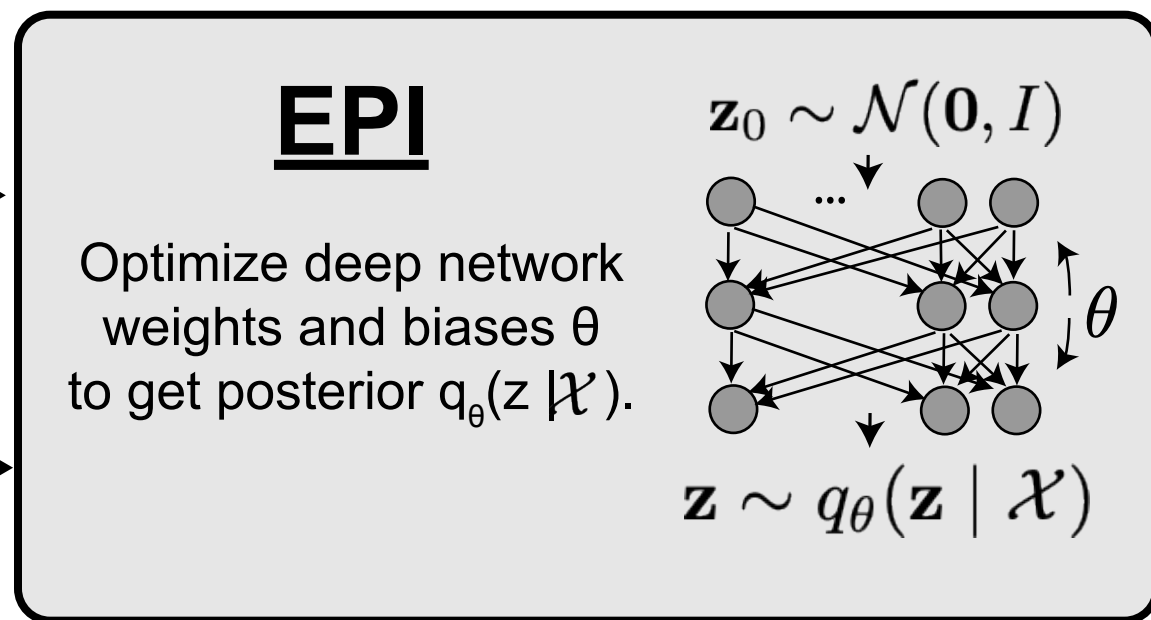 EPI
Optimize deep network
weights and biases θ
to get posterior q_θ(z | 𝒳).
z₀ ∼ 𝒩(0, I)
...
θ
z ∼ q_θ(z | 𝒳)